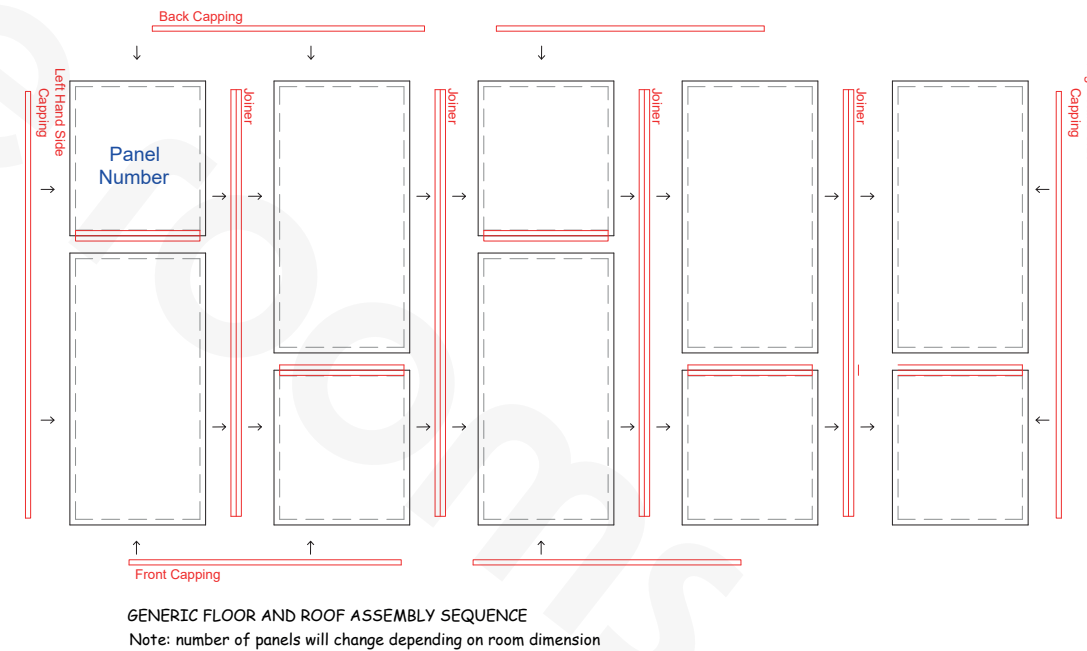 Back Capping
Left Hand Side
Capping
Panel
Number
Joiner
Joiner
Joiner
Joiner
Capping
Front Capping
GENERIC FLOOR AND ROOF ASSEMBLY SEQUENCE
Note: number of panels will change depending on room dimension
e rooms